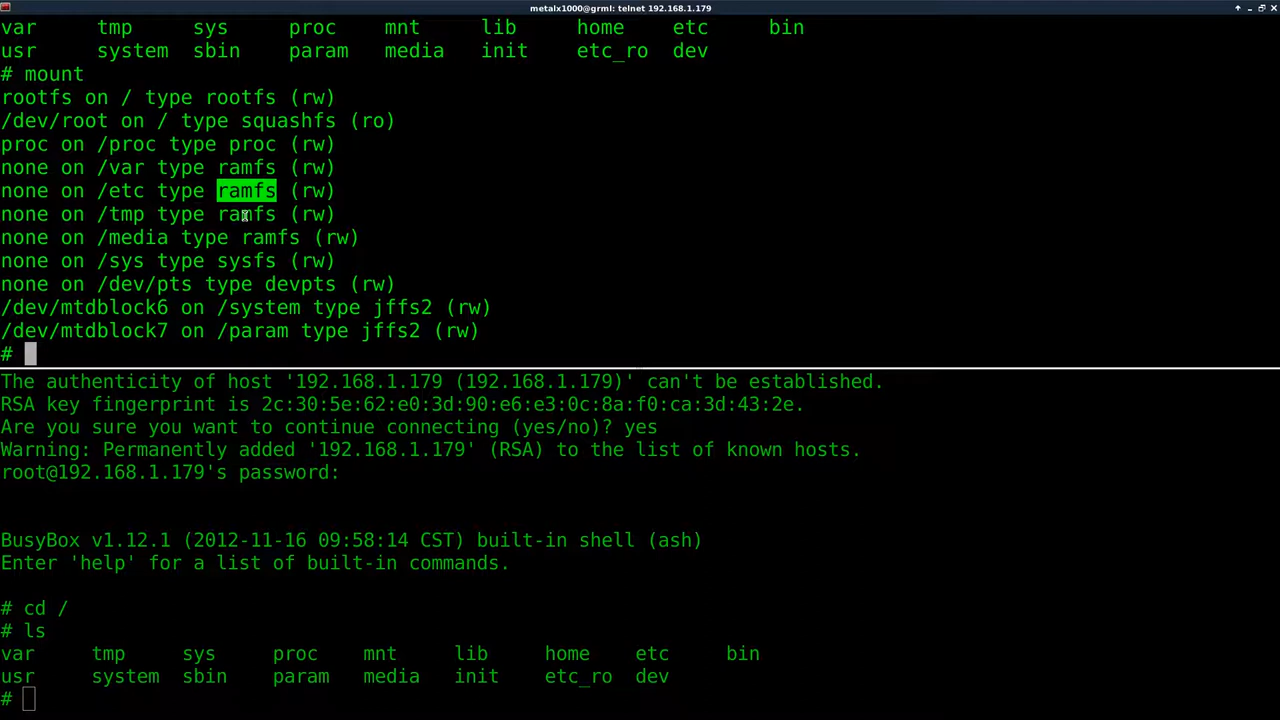 metalx1000@grml: telnet 192.168.1.179
var tmp sys proc mnt lib home etc bin
usr system sbin param media init etc_ro dev
# mount
rootfs on / type rootfs (rw)
/dev/root on / type squashfs (ro)
proc on /proc type proc (rw)
none on /var type ramfs (rw)
none on /etc type ramfs (rw)
none on /tmp type ramfs (rw)
none on /media type ramfs (rw)
none on /sys type sysfs (rw)
none on /dev/pts type devpts (rw)
/dev/mtdblock6 on /system type jffs2 (rw)
/dev/mtdblock7 on /param type jffs2 (rw)
#
The authenticity of host '192.168.1.179 (192.168.1.179)' can't be established.
RSA key fingerprint is 2c:30:5e:62:e0:3d:90:e6:e3:0c:8a:f0:ca:3d:43:2e.
Are you sure you want to continue connecting (yes/no)? yes
Warning: Permanently added '192.168.1.179' (RSA) to the list of known hosts.
root@192.168.1.179's password:
BusyBox v1.12.1 (2012-11-16 09:58:14 CST) built-in shell (ash)
Enter 'help' for a list of built-in commands.
# cd /
# ls
var tmp sys proc mnt lib home etc bin
usr system sbin param media init etc_ro dev
#